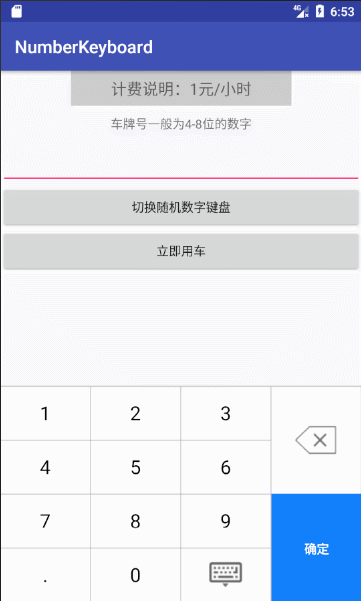 4G 6:53
NumberKeyboard
计费说明：1元/小时
车牌号一般为4-8位的数字
切换随机数字键盘
立即用车
1 2 3
4 5 6
7 8 9 确定
. 0